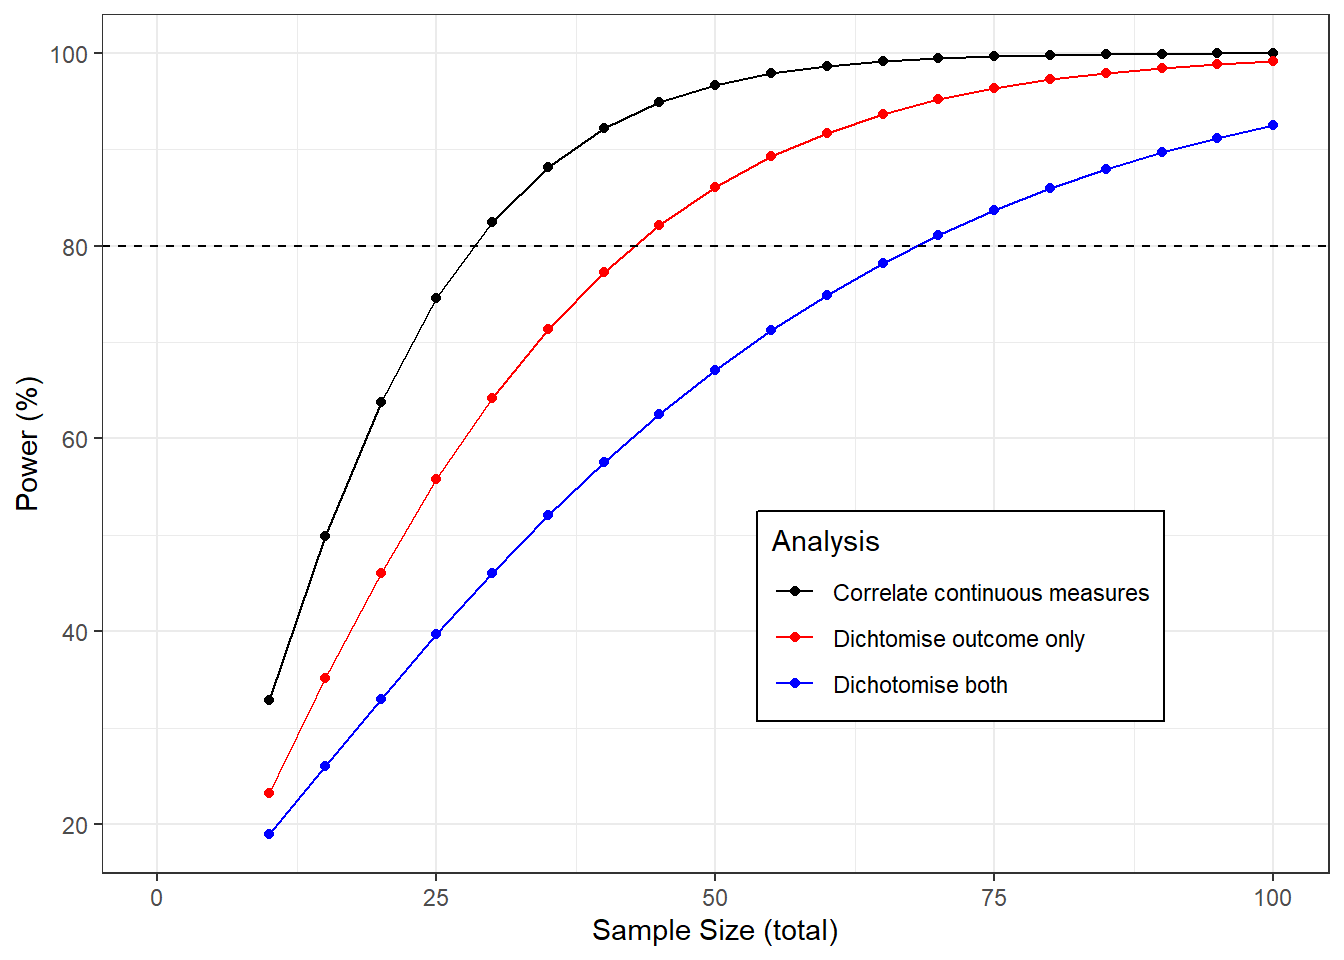 100
80
60
40
20
Power (%)
Analysis
Correlate continuous measures
Dichtomise outcome only
Dichotomise both
0 25 50 75 100
Sample Size (total)